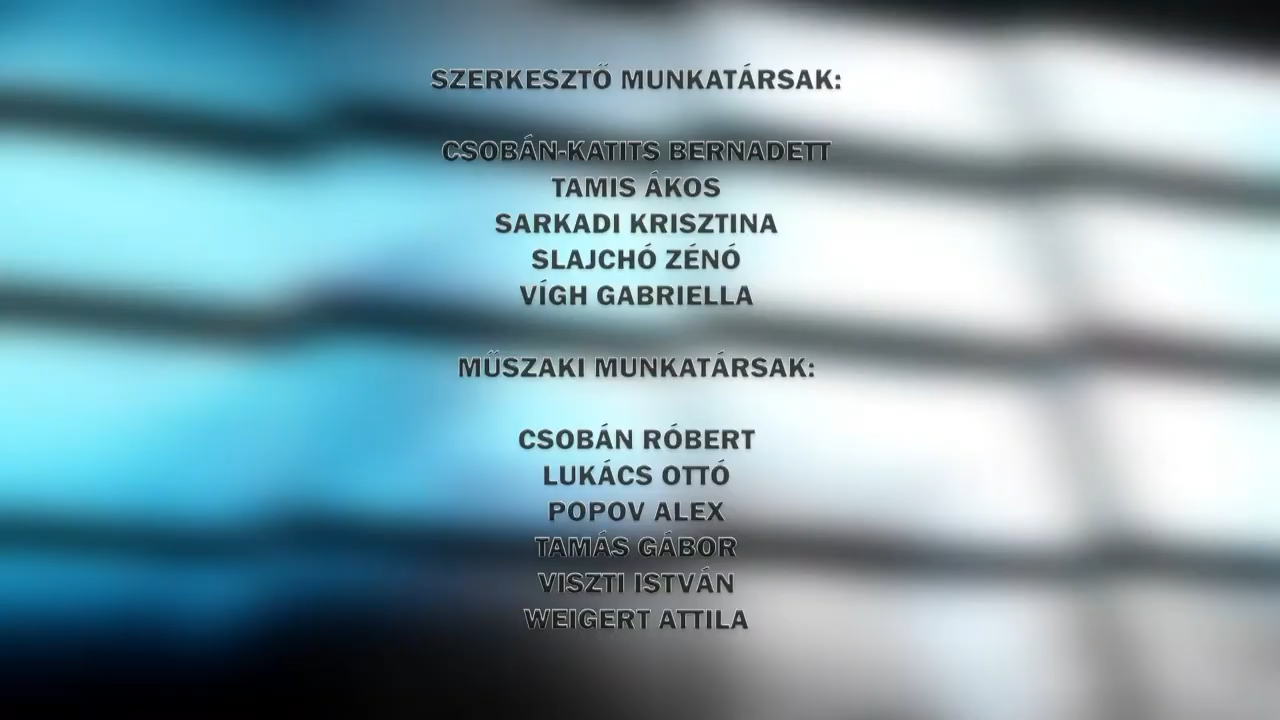 SZERKESZTŐ MUNKATÁRSAK:
CSOBÁN-KATITS BERNADETT
TAMIS ÁKOS
SARKADI KRISZTINA
SLAJCHÓ ZÉNÓ
VÍGH GABRIELLA
MŰSZAKI MUNKATÁRSAK:
CSOBÁN RÓBERT
LUKÁCS OTTÓ
POPOV ALEX
TAMÁS GÁBOR
VISZTI ISTVÁN
WEIGERT ATTILA